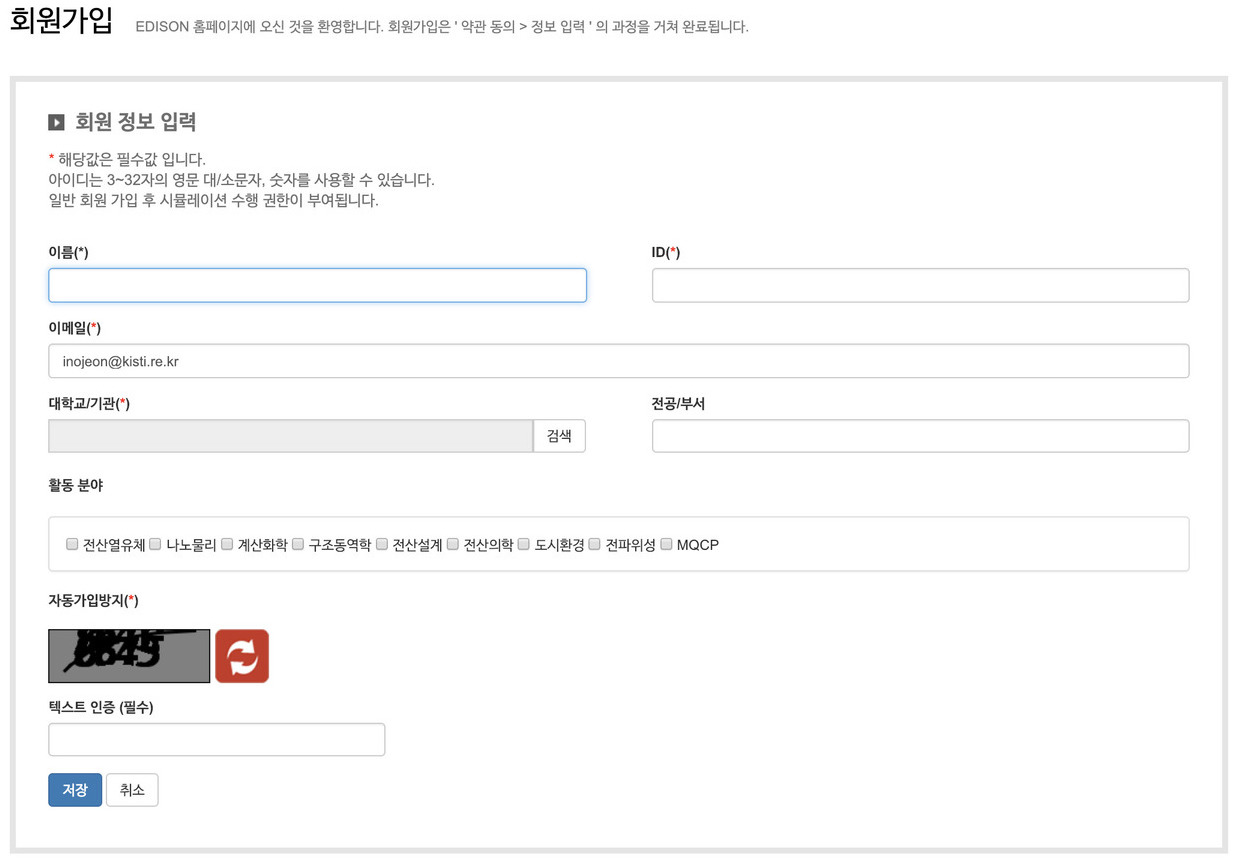 회원가입 EDISON 홈페이지에 오신 것을 환영합니다. 회원가입은 ' 약관 동의 > 정보 입력 ' 의 과정을 거쳐 완료됩니다.
회원 정보 입력
* 해당값은 필수값 입니다.
아이디는 3~32자의 영문 대/소문자, 숫자를 사용할 수 있습니다.
일반 회원 가입 후 시뮬레이션 수행 권한이 부여됩니다.
이름(*) ID(*)
이메일(*)
inojeon@kisti.re.kr
대학교/기관(*) 전공/부서
검색
활동 분야
전산열유체 나노물리 계산화학 구조동역학 전산설계 전산의학 도시환경 전파위성 MQCP
자동가입방지(*)
텍스트 인증 (필수)
저장 취소